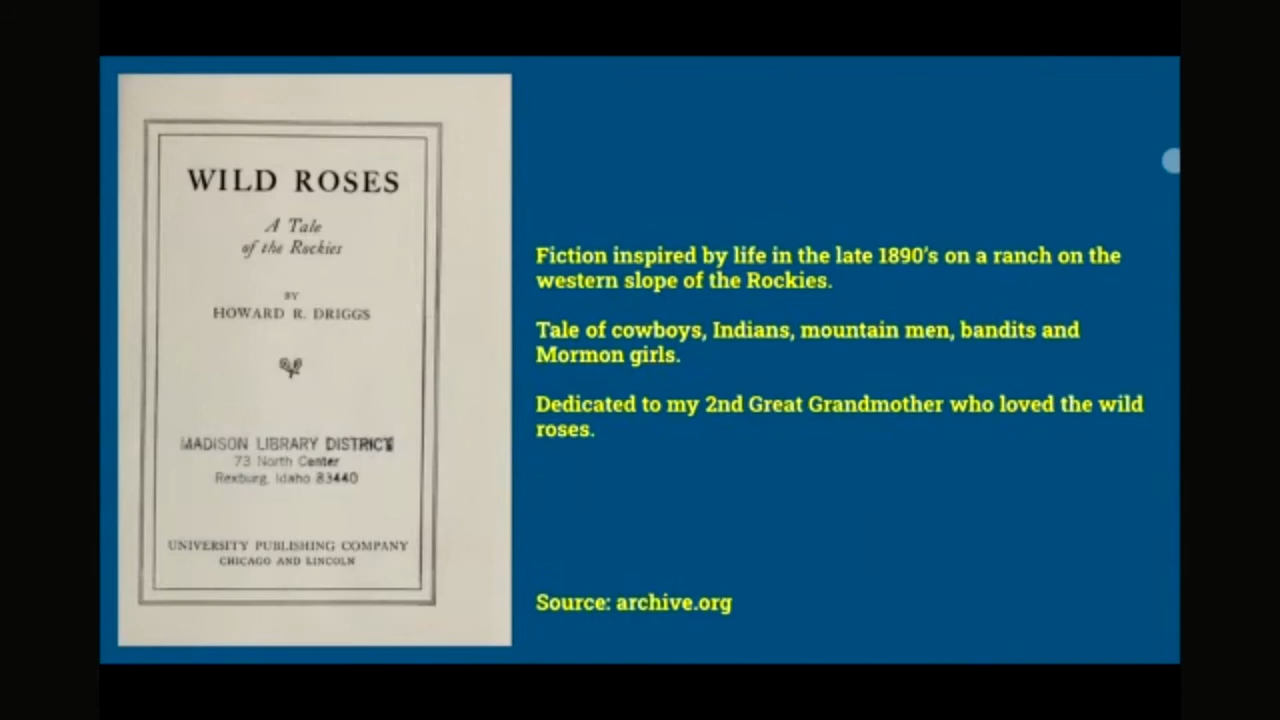 WILD ROSES
A Tale
of the Rockies
BY
HOWARD R. DRIGGS
MADISON LIBRARY DISTRICT
73 North Center
Rexburg, Idaho 83440
UNIVERSITY PUBLISHING COMPANY
CHICAGO AND LINCOLN
Fiction inspired by life in the late 1890's on a ranch on the
western slope of the Rockies.
Tale of cowboys, Indians, mountain men, bandits and
Mormon girls.
Dedicated to my 2nd Great Grandmother who loved the wild
roses.
Source: archive.org